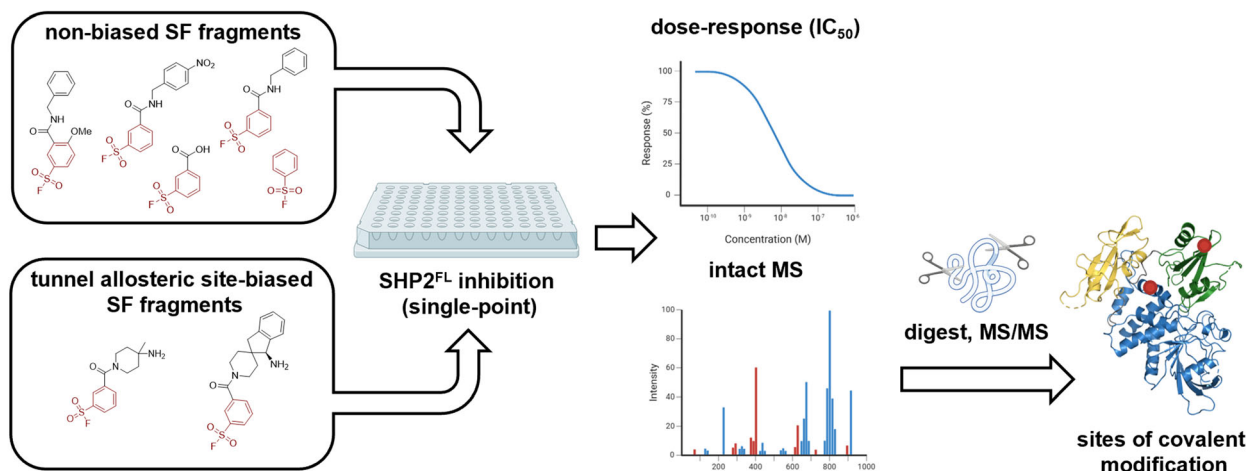 non-biased SF fragments
NO₂
O
NH
O
NH
HN
O
OMe
O
S
O
F
F
S
O
O
F
S
O
O
O
OH
F
S
O
O
O
S
O
F
tunnel allosteric site-biased
SF fragments
NH₂
N
O
O
S
O
F
NH₂
N
O
S
O
O
F
SHP2ᶠᴸ inhibition
(single-point)
dose-response (IC₅₀)
Response (%)
100
75
50
25
0
10⁻¹⁰
10⁻⁹
10⁻⁸
10⁻⁷
10⁻⁶
Concentration (M)
intact MS
Intensity
100
80
60
40
20
0
200
400
600
800
1000
digest, MS/MS
sites of covalent
modification